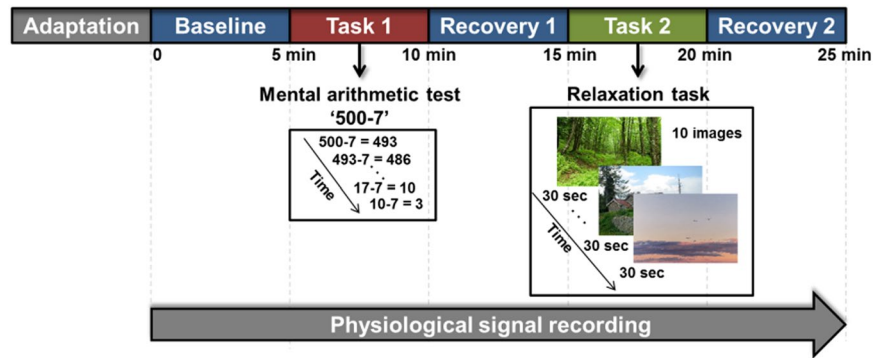 Adaptation Baseline Task 1 Recovery 1 Task 2 Recovery 2
0 5 min 10 min 15 min 20 min 25 min
Mental arithmetic test
'500-7'
500-7 = 493
493-7 = 486
17-7 = 10
10-7 = 3
Time
Relaxation task
10 images
30 sec
30 sec
30 sec
Time
Physiological signal recording